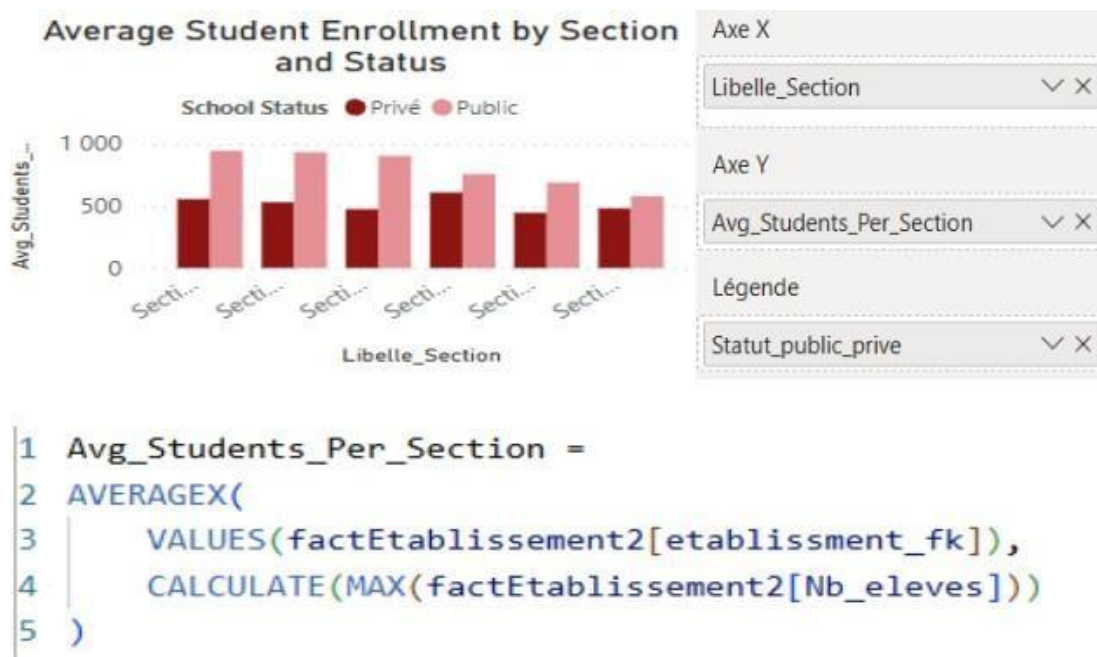 Average Student Enrollment by Section
and Status
School Status Privé Public
1 000
500
0
Avg_Students_...
Secti... Secti... Secti... Secti... Secti... Secti...
Libelle_Section
Axe X
Libelle_Section
Axe Y
Avg_Students_Per_Section
Légende
Statut_public_prive
1 Avg_Students_Per_Section =
2 AVERAGEX(
3 VALUES(factEtablissement2[etablissment_fk]),
4 CALCULATE(MAX(factEtablissement2[Nb_eleves]))
5 )